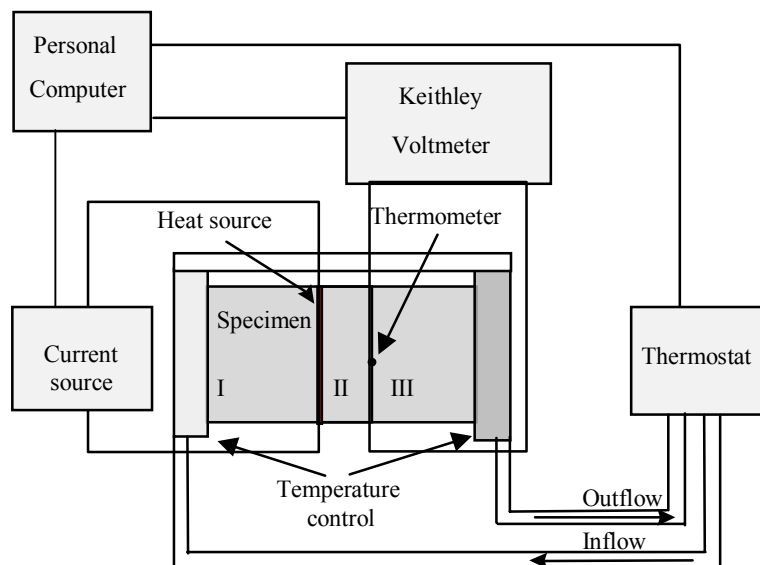 Personal
Computer
Keithley
Voltmeter
Heat source
Thermometer
Specimen
Current
source
I
II
III
Thermostat
Temperature
control
Outflow
Inflow